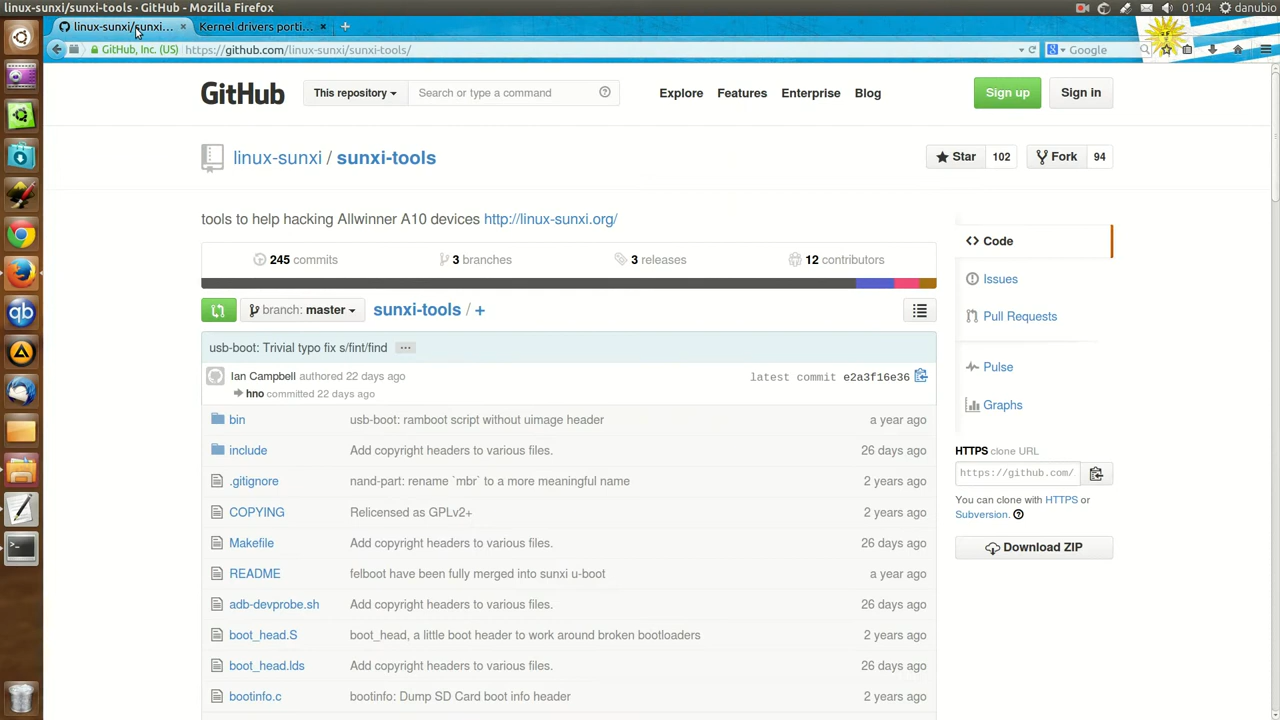 linux-sunxi/sunxi-tools · GitHub - Mozilla Firefox
01:04 danubio
linux-sunxi/sunxi... × Kernel drivers porti... × +
GitHub, Inc. (US) https://github.com/linux-sunxi/sunxi-tools/ Google
GitHub This repository Search or type a command Explore Features Enterprise Blog Sign up Sign in
linux-sunxi / sunxi-tools Star 102 Fork 94
tools to help hacking Allwinner A10 devices http://linux-sunxi.org/
245 commits 3 branches 3 releases 12 contributors
branch: master sunxi-tools / +
usb-boot: Trivial typo fix s/fint/find ...
Ian Campbell authored 22 days ago latest commit e2a3f16e36
hno committed 22 days ago
bin usb-boot: ramboot script without uimage header a year ago
include Add copyright headers to various files. 26 days ago
.gitignore nand-part: rename `mbr` to a more meaningful name 2 years ago
COPYING Relicensed as GPLv2+ 2 years ago
Makefile Add copyright headers to various files. 26 days ago
README felboot have been fully merged into sunxi u-boot a year ago
adb-devprobe.sh Add copyright headers to various files. 26 days ago
boot_head.S boot_head, a little boot header to work around broken bootloaders 2 years ago
boot_head.lds Add copyright headers to various files. 26 days ago
bootinfo.c bootinfo: Dump SD Card boot info header 2 years ago
Code
Issues
Pull Requests
Pulse
Graphs
HTTPS clone URL
https://github.com/
You can clone with HTTPS or
Subversion.
Download ZIP